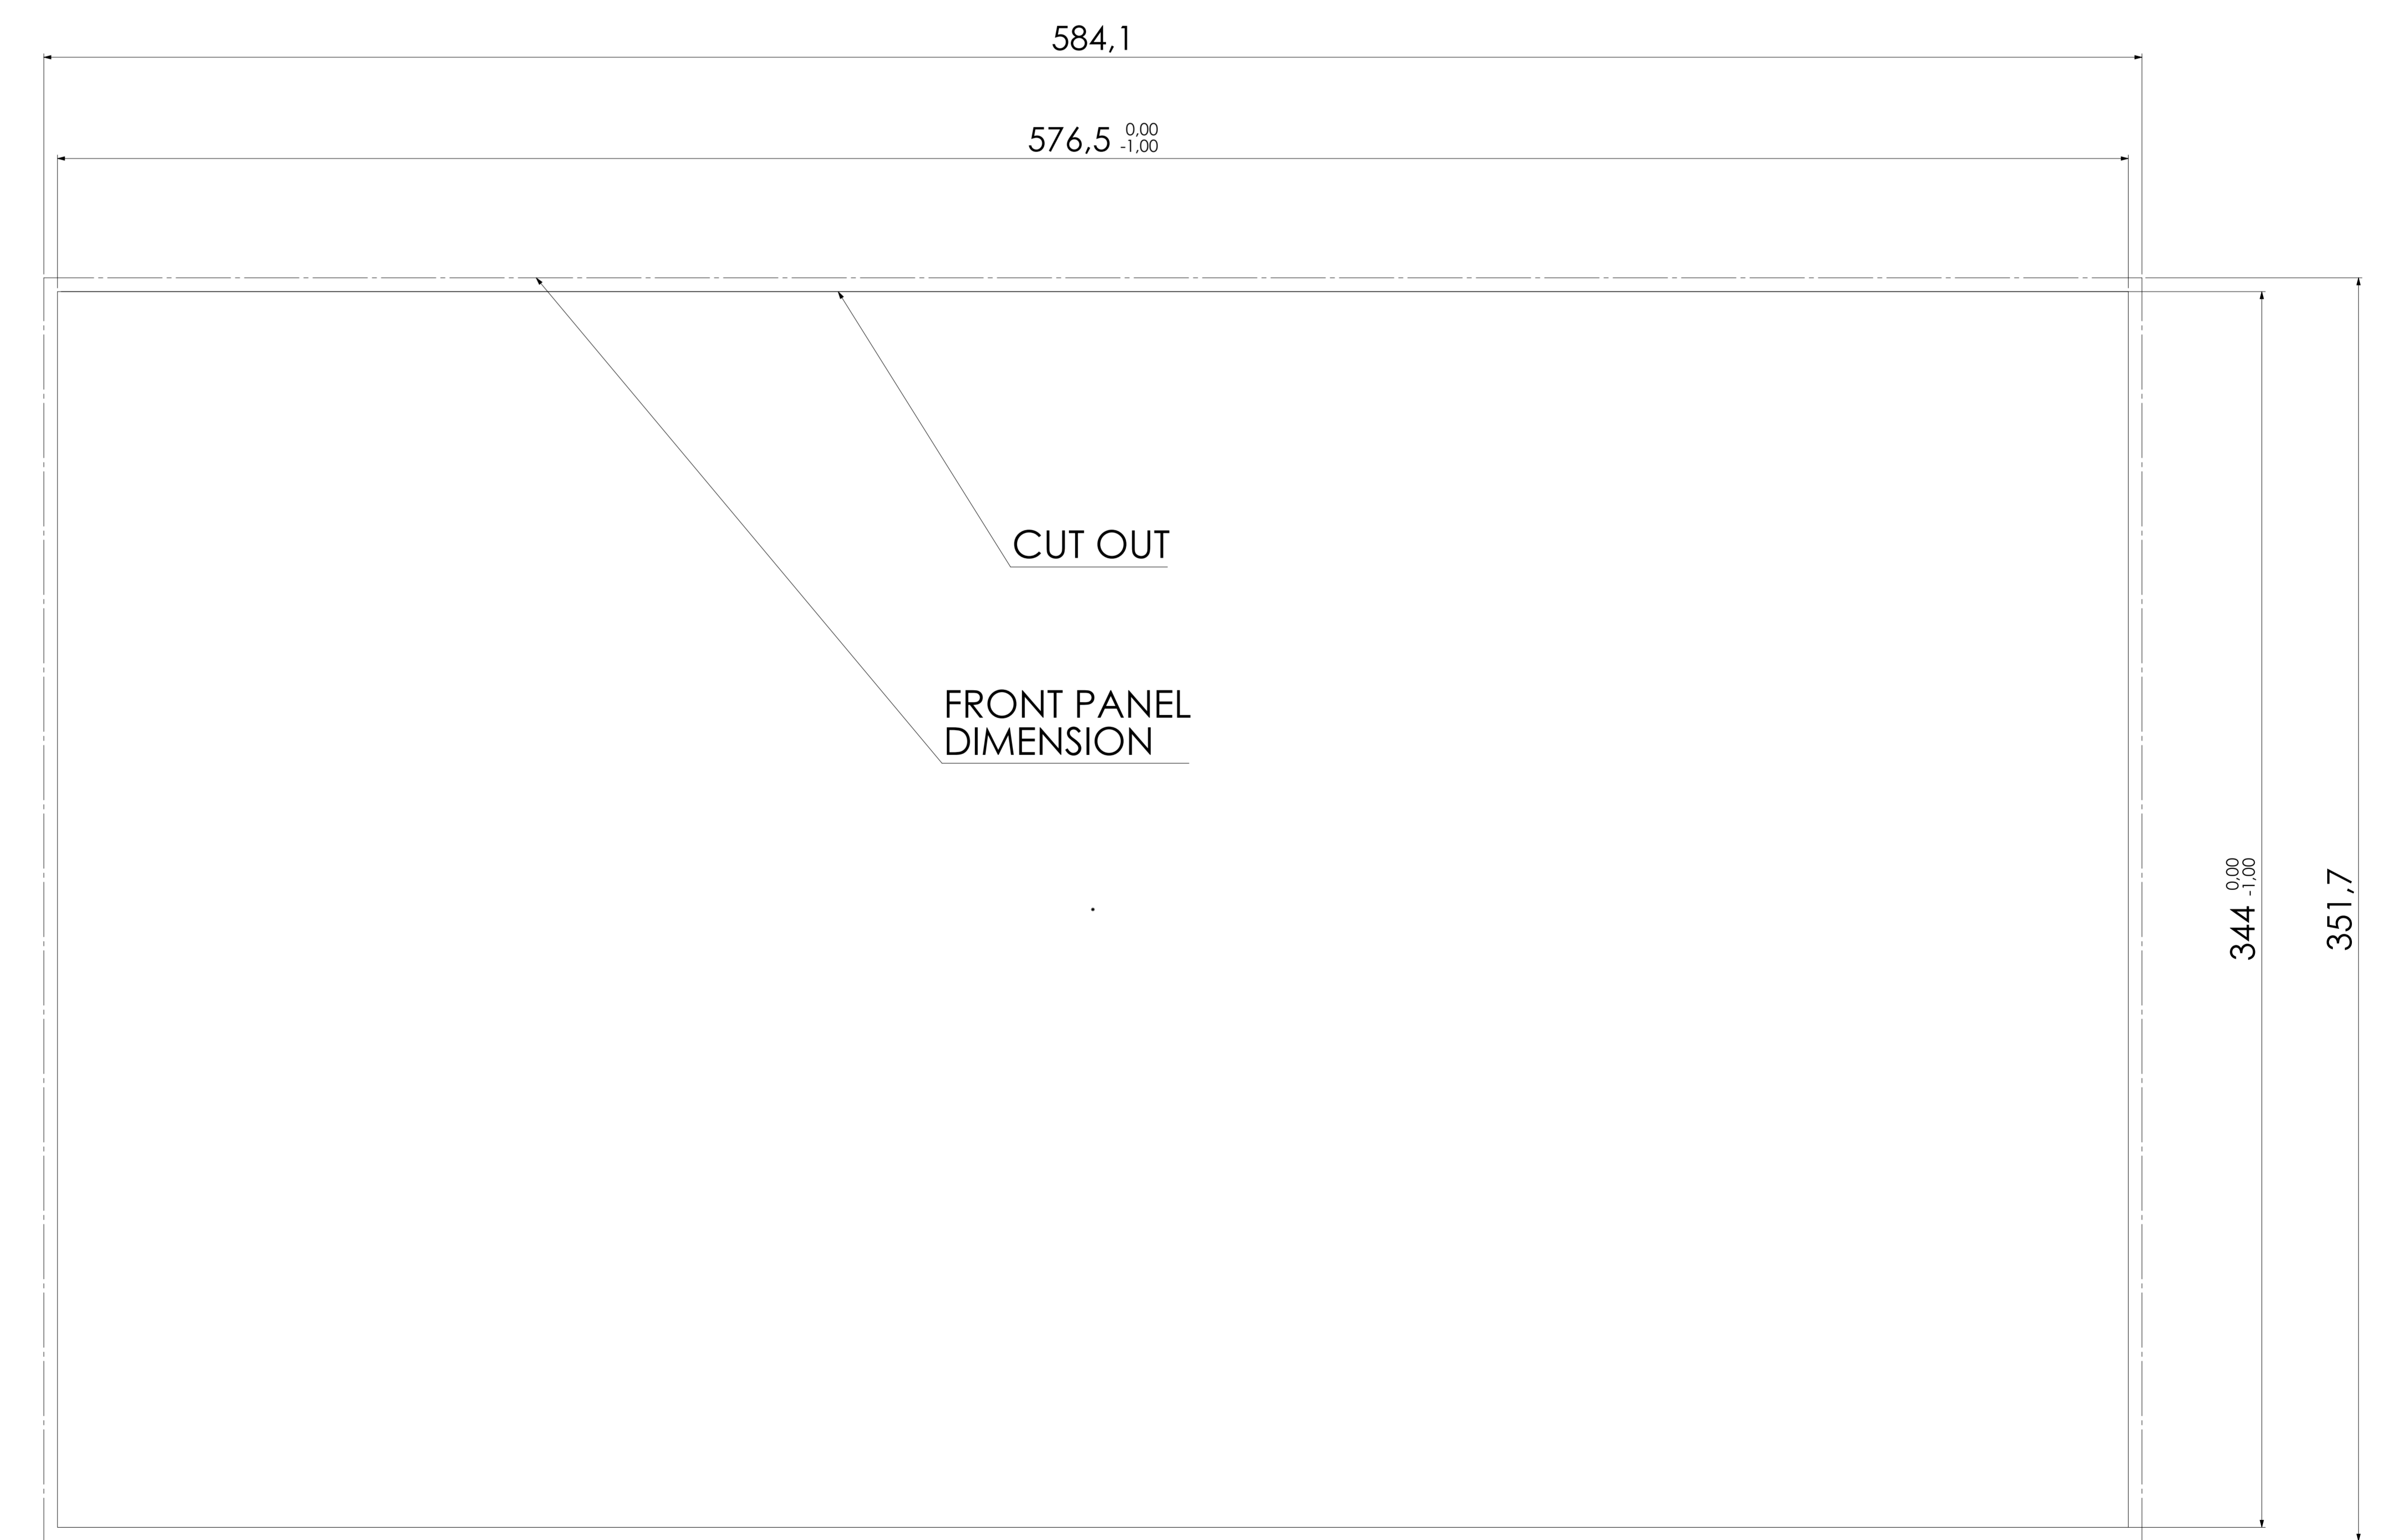 584,1
576,5 0,00
-1,00
CUT OUT
FRONT PANEL
DIMENSION
344 0,00
-1,00
351,7